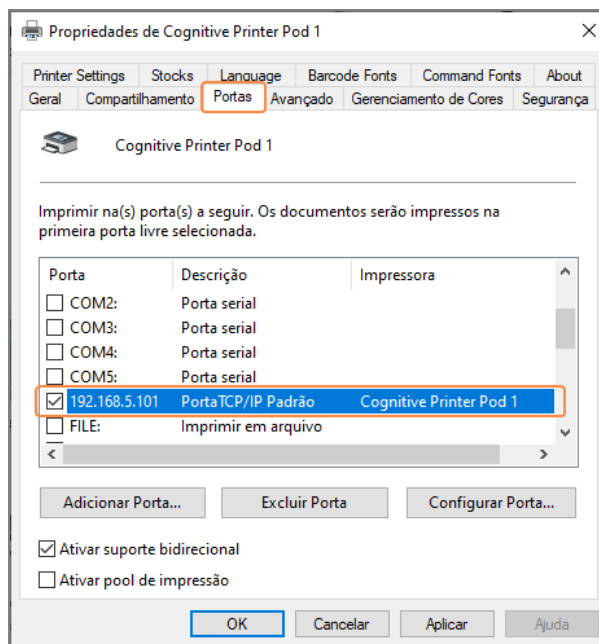 Propriedades de Cognitive Printer Pod 1
Printer Settings Stocks Language Barcode Fonts Command Fonts About
Geral Compartilhamento Portas Avançado Gerenciamento de Cores Segurança
Cognitive Printer Pod 1
Imprimir na(s) porta(s) a seguir. Os documentos serão impressos na
primeira porta livre selecionada.
Porta Descrição Impressora
COM2: Porta serial
COM3: Porta serial
COM4: Porta serial
COM5: Porta serial
192.168.5.101 PortaTCP/IP Padrão Cognitive Printer Pod 1
FILE: Imprimir em arquivo
Adicionar Porta... Excluir Porta Configurar Porta...
Ativar suporte bidirecional
Ativar pool de impressão
OK Cancelar Aplicar Ajuda